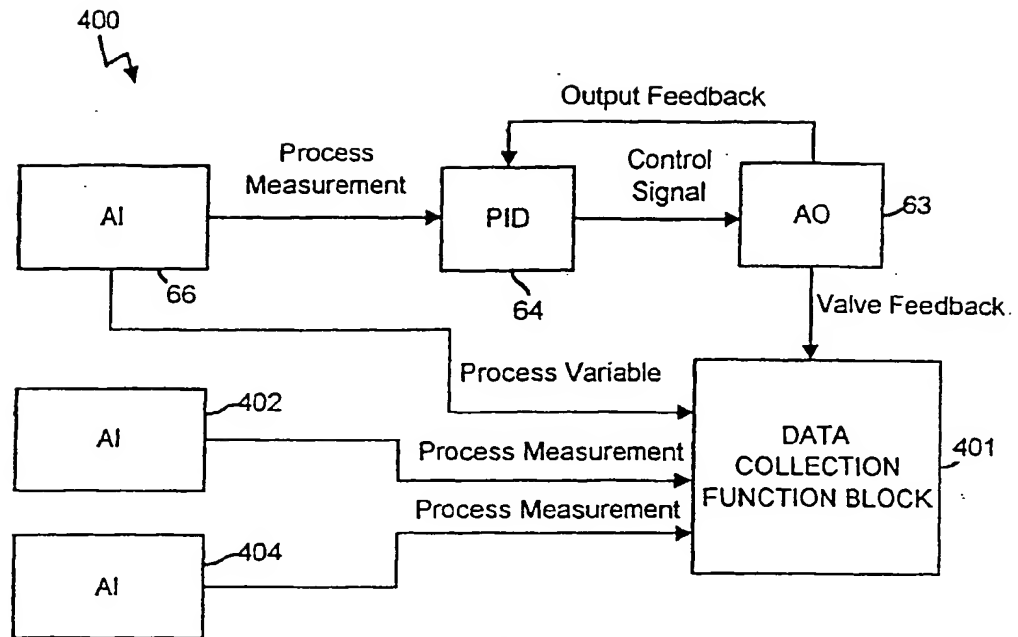 400
Output Feedback
Process
Measurement
Control
Signal
AI
PID
AO
63
66
64
Valve Feedback.
Process Variable
402
AI
Process Measurement
DATA
COLLECTION
FUNCTION BLOCK
401
Process Measurement
404
AI